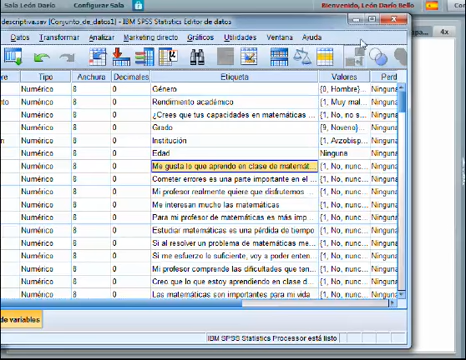 Sala León Darío Configurar Sala Bienvenido, León Darío Bello
descriptiva.sav [Conjunto_de_datos1] - IBM SPSS Statistics Editor de datos
Datos Transformar Analizar Marketing directo Gráficos Utilidades Ventana Ayuda 4x
Tipo Anchura Decimales Etiqueta Valores Perd
Numérico 8 0 Género {0, Hombre}... Ninguna
Numérico 8 0 Rendimiento académico {1, Muy mal... Ninguna
Numérico 8 0 ¿Crees que tus capacidades en matemáticas ... {1, No, no s... Ninguna
Numérico 8 0 Grado {9, Noveno}... Ninguna
Numérico 8 0 Institución {1, Arzobisp... Ninguna
Numérico 8 0 Edad Ninguna Ninguna
Numérico 8 0 Me gusta lo que aprendo en clase de matemát... {1, No, nunc... Ninguna
Numérico 8 0 Cometer errores es una parte importante en el ... {1, No, nunc... Ninguna
Numérico 8 0 Mi profesor realmente quiere que disfrutemos ... {1, No, nunc... Ninguna
Numérico 8 0 Me interesan mucho las matemáticas {1, No, nunc... Ninguna
Numérico 8 0 Para mi profesor de matemáticas es más imp... {1, No, nunc... Ninguna
Numérico 8 0 Estudiar matemáticas es una pérdida de tiempo {1, No, nunc... Ninguna
Numérico 8 0 Si al resolver un problema de matemáticas me... {1, No, nunc... Ninguna
Numérico 8 0 Si me esfuerzo lo suficiente, voy a poder enten... {1, No, nunc... Ninguna
Numérico 8 0 Mi profesor comprende las dificultades que ten... {1, No, nunc... Ninguna
Numérico 8 0 Creo que lo que estoy aprendiendo en clase d... {1, No, nunc... Ninguna
Numérico 8 0 Las matemáticas son importantes para mi vida {1, No, nunc... Ninguna
de variables
IBM SPSS Statistics Processor está listo